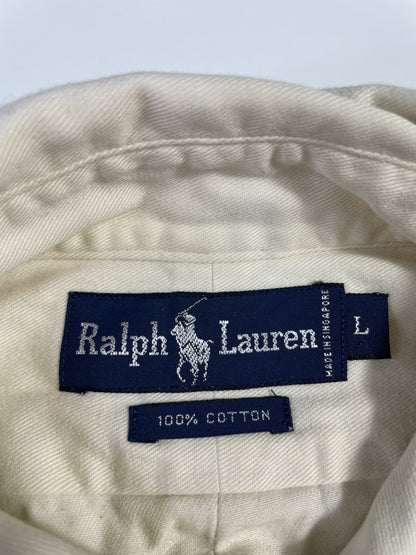 Ralph Lauren
MADE IN SINGAPORE
L
100% COTTON